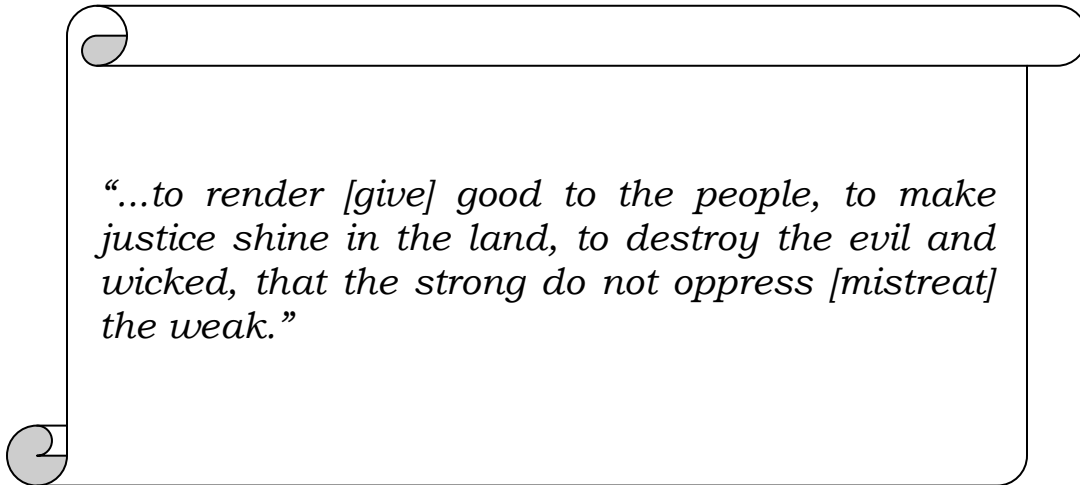 “...to render [give] good to the people, to make
justice shine in the land, to destroy the evil and
wicked, that the strong do not oppress [mistreat]
the weak.”